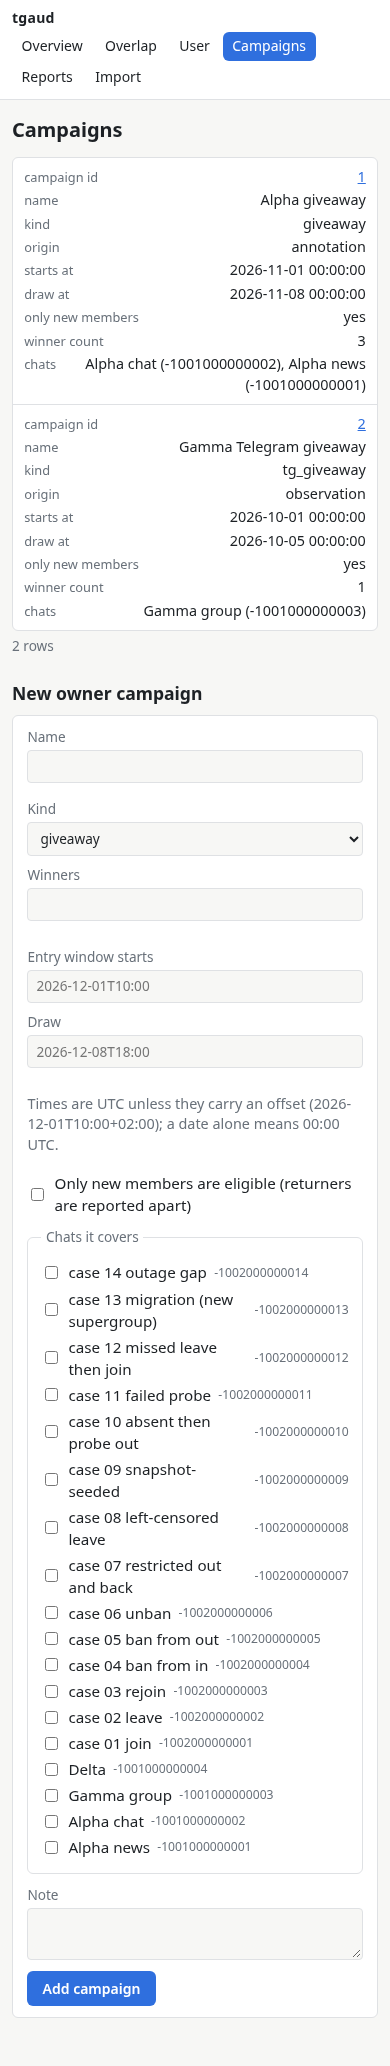 tgaud
Overview Overlap User Campaigns
Reports Import
Campaigns
campaign id 1
name Alpha giveaway
kind giveaway
origin annotation
starts at 2026-11-01 00:00:00
draw at 2026-11-08 00:00:00
only new members yes
winner count 3
chats Alpha chat (-1001000000002), Alpha news
(-1001000000001)
campaign id 2
name Gamma Telegram giveaway
kind tg_giveaway
origin observation
starts at 2026-10-01 00:00:00
draw at 2026-10-05 00:00:00
only new members yes
winner count 1
chats Gamma group (-1001000000003)
2 rows
New owner campaign
Name
Kind
giveaway
Winners
Entry window starts
2026-12-01T10:00
Draw
2026-12-08T18:00
Times are UTC unless they carry an offset (2026-
12-01T10:00+02:00); a date alone means 00:00
UTC.
Only new members are eligible (returners
are reported apart)
Chats it covers
case 14 outage gap -1002000000014
case 13 migration (new
supergroup) -1002000000013
case 12 missed leave
then join -1002000000012
case 11 failed probe -1002000000011
case 10 absent then
probe out -1002000000010
case 09 snapshot-
seeded -1002000000009
case 08 left-censored
leave -1002000000008
case 07 restricted out
and back -1002000000007
case 06 unban -1002000000006
case 05 ban from out -1002000000005
case 04 ban from in -1002000000004
case 03 rejoin -1002000000003
case 02 leave -1002000000002
case 01 join -1002000000001
Delta -1001000000004
Gamma group -1001000000003
Alpha chat -1001000000002
Alpha news -1001000000001
Note
Add campaign